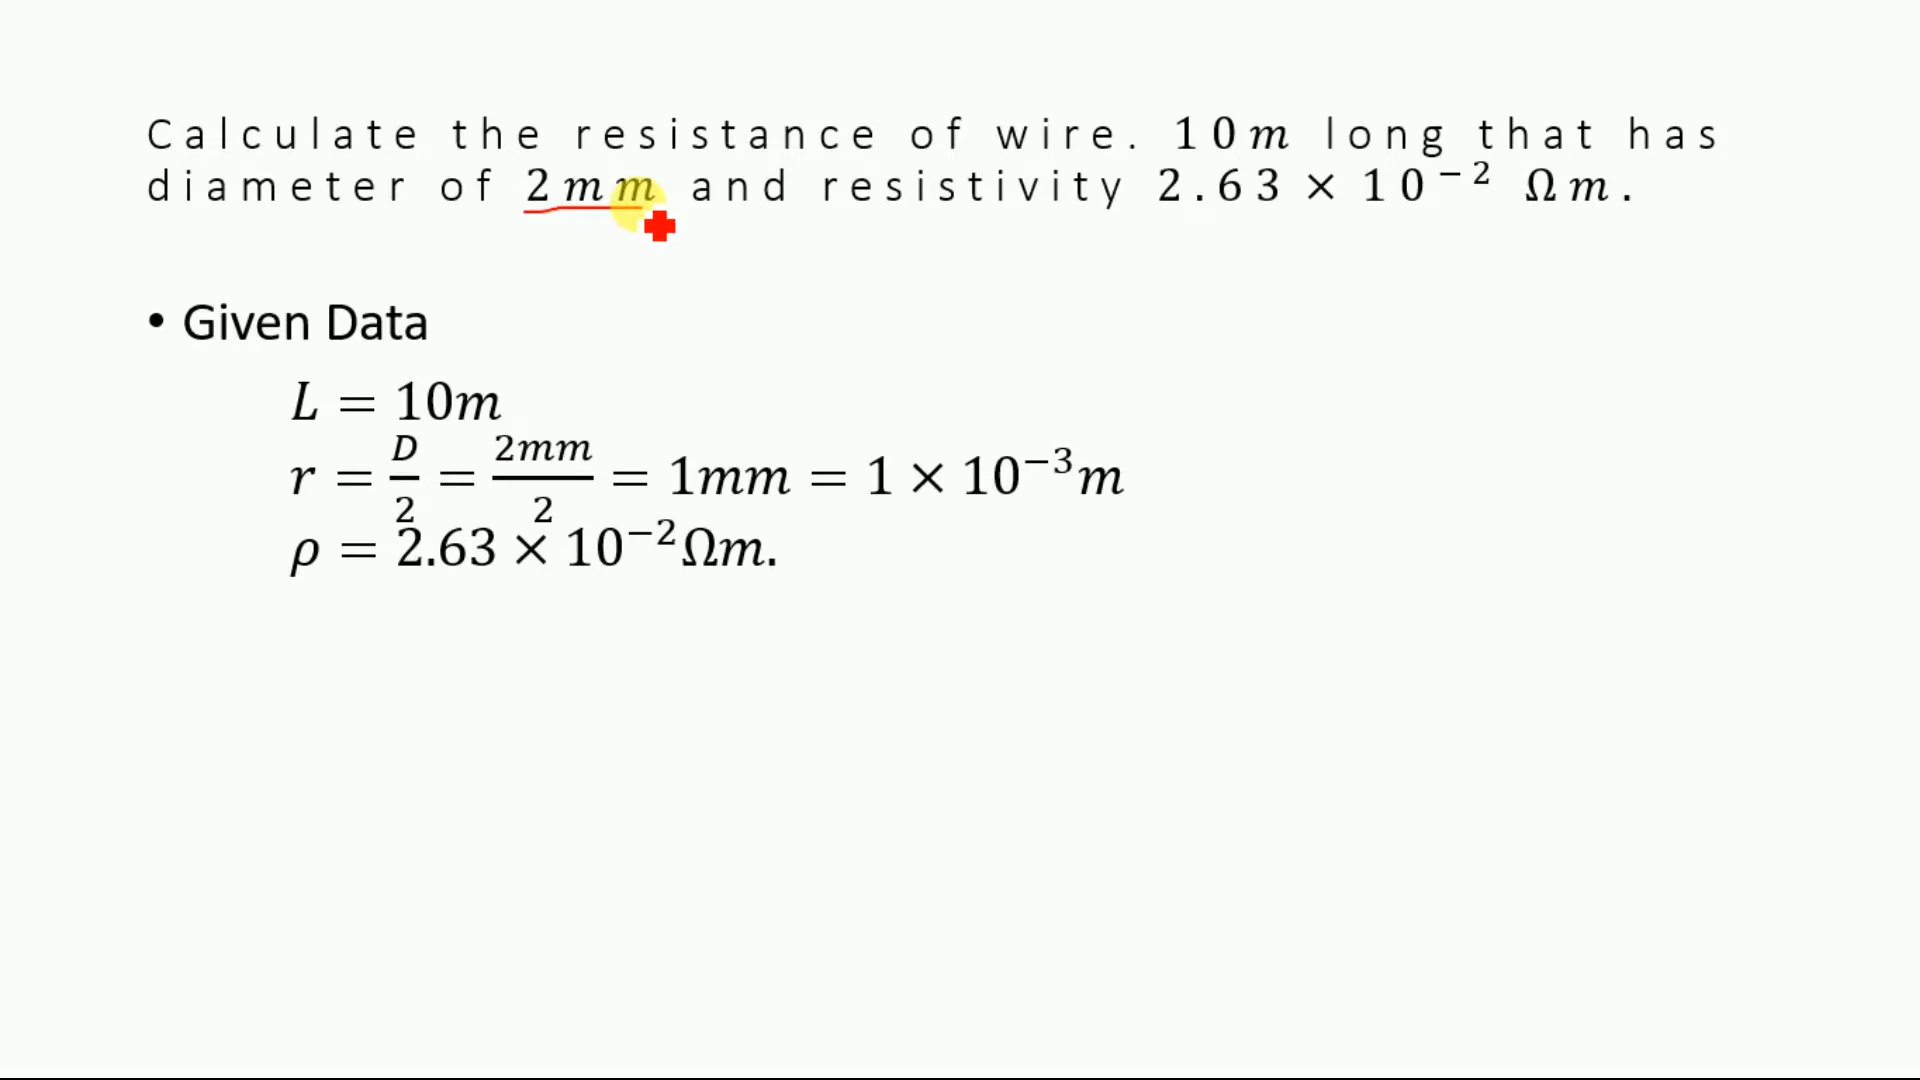 Calculate the resistance of wire. 10m long that has
diameter of 2mm and resistivity 2.63 × 10⁻² Ωm.
• Given Data
L = 10m
r = D/2 = 2mm/2 = 1mm = 1 × 10⁻³m
ρ = 2.63 × 10⁻²Ωm.